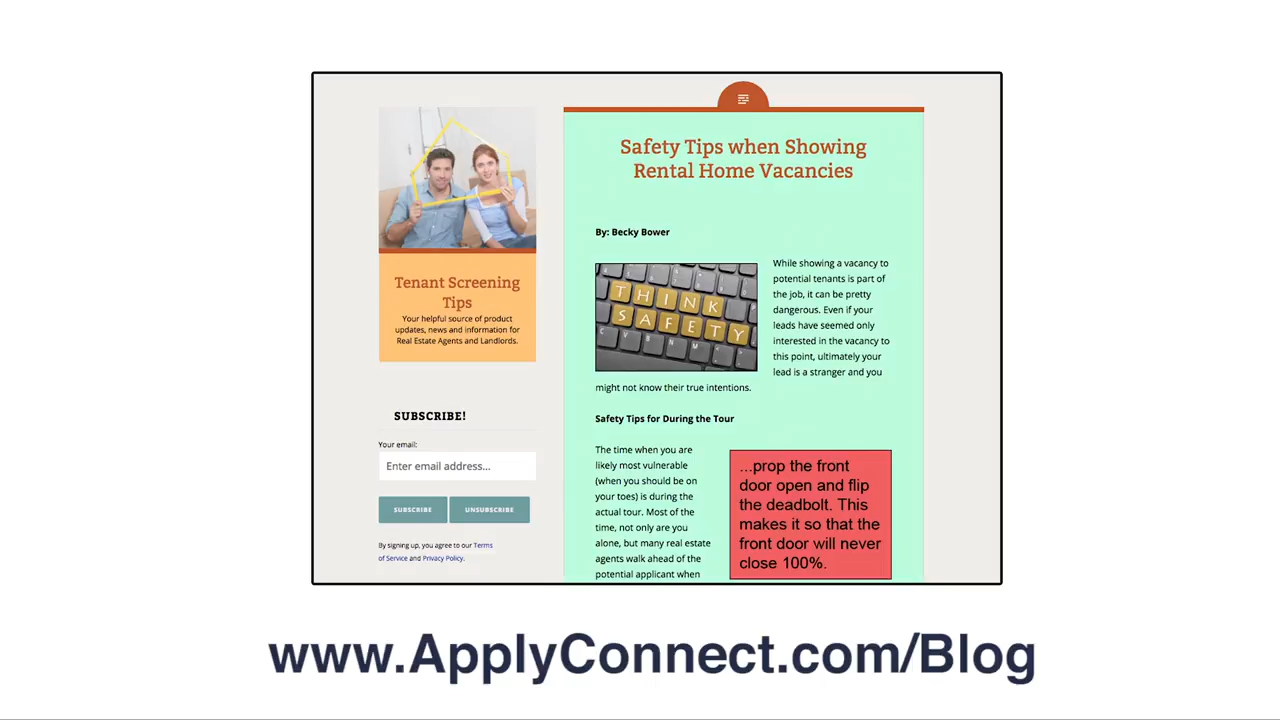 Tenant Screening
Tips
Your helpful source of product
updates, news and information for
Real Estate Agents and Landlords.
SUBSCRIBE!
Your email:
Enter email address...
SUBSCRIBE
UNSUBSCRIBE
By signing up, you agree to our Terms
of Service and Privacy Policy.
Safety Tips when Showing
Rental Home Vacancies
By: Becky Bower
THINK
SAFETY
C V B N M
While showing a vacancy to
potential tenants is part of
the job, it can be pretty
dangerous. Even if your
leads have seemed only
interested in the vacancy to
this point, ultimately your
lead is a stranger and you
might not know their true intentions.
Safety Tips for During the Tour
The time when you are
likely most vulnerable
(when you should be on
your toes) is during the
actual tour. Most of the
time, not only are you
alone, but many real estate
agents walk ahead of the
potential applicant when
...prop the front
door open and flip
the deadbolt. This
makes it so that the
front door will never
close 100%.
www.ApplyConnect.com/Blog